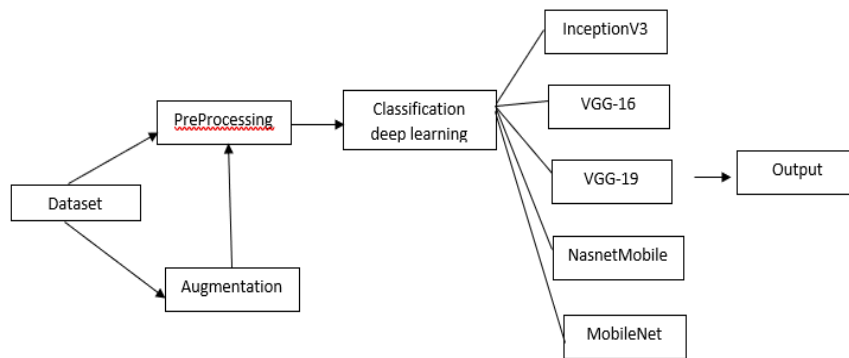 InceptionV3
PreProcessing
Classification
deep learning
VGG-16
VGG-19
Output
Dataset
NasnetMobile
Augmentation
MobileNet